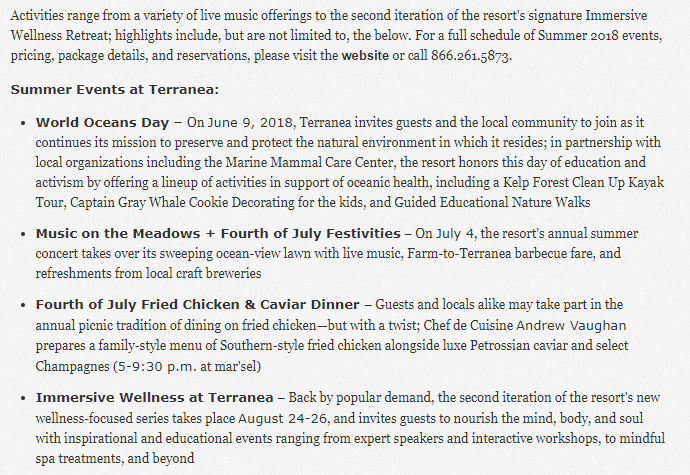 Activities range from a variety of live music offerings to the second iteration of the resort's signature Immersive
Wellness Retreat; highlights include, but are not limited to, the below. For a full schedule of Summer 2018 events,
pricing, package details, and reservations, please visit the website or call 866.261.5873.
Summer Events at Terranea:
• World Oceans Day – On June 9, 2018, Terranea invites guests and the local community to join as it
continues its mission to preserve and protect the natural environment in which it resides; in partnership with
local organizations including the Marine Mammal Care Center, the resort honors this day of education and
activism by offering a lineup of activities in support of oceanic health, including a Kelp Forest Clean Up Kayak
Tour, Captain Gray Whale Cookie Decorating for the kids, and Guided Educational Nature Walks
• Music on the Meadows + Fourth of July Festivities – On July 4, the resort's annual summer
concert takes over its sweeping ocean-view lawn with live music, Farm-to-Terranea barbecue fare, and
refreshments from local craft breweries
• Fourth of July Fried Chicken & Caviar Dinner – Guests and locals alike may take part in the
annual picnic tradition of dining on fried chicken—but with a twist; Chef de Cuisine Andrew Vaughan
prepares a family-style menu of Southern-style fried chicken alongside luxe Petrossian caviar and select
Champagnes (5-9:30 p.m. at mar'sel)
• Immersive Wellness at Terranea – Back by popular demand, the second iteration of the resort's new
wellness-focused series takes place August 24-26, and invites guests to nourish the mind, body, and soul
with inspirational and educational events ranging from expert speakers and interactive workshops, to mindful
spa treatments, and beyond